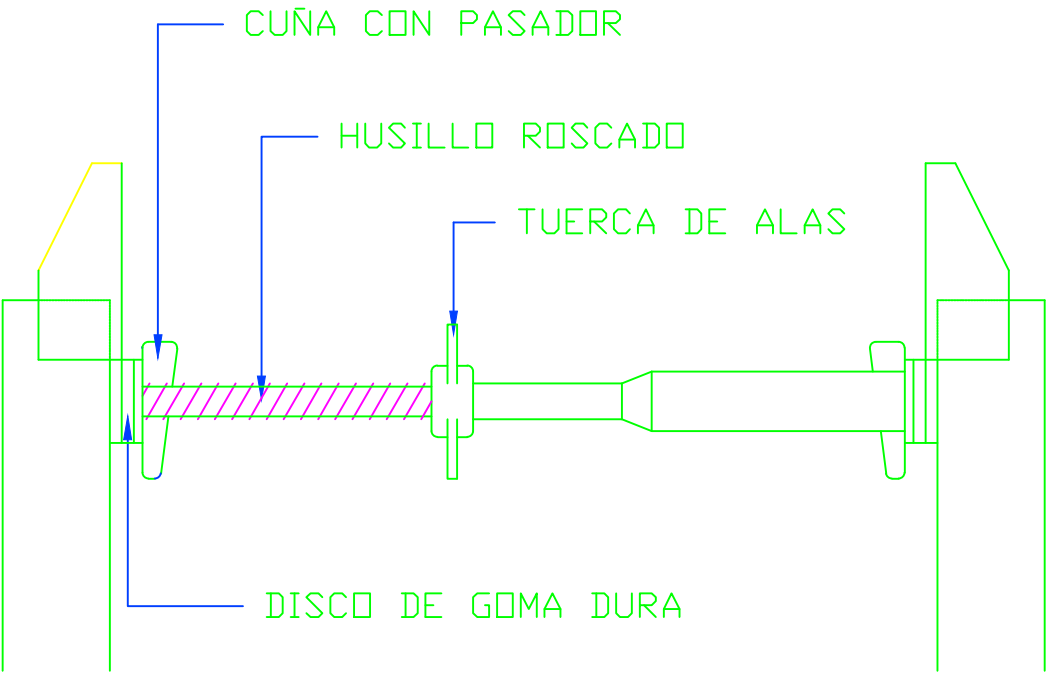 CUÑA CON PASADOR
HUSILLO ROSCADO
TUERCA DE ALAS
DISCO DE GOMA DURA